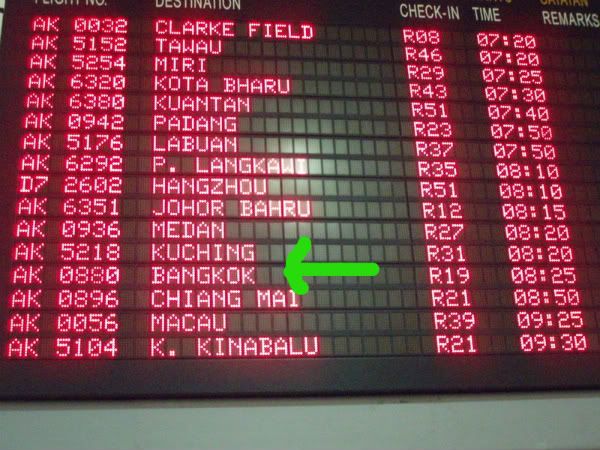 FLIGHT NO. DESTINATION CHECK-IN TIME REMARKS
AK 0032 CLARKE FIELD R08 07:20
AK 5152 TAWAU R46 07:20
AK 5254 MIRI R29 07:25
AK 6320 KOTA BHARU R43 07:30
AK 6380 KUANTAN R51 07:40
AK 0942 PADANG R23 07:50
AK 5176 LABUAN R37 07:50
AK 6292 P. LANGKAWI R35 08:10
D7 2602 HANGZHOU R51 08:10
AK 6351 JOHOR BAHRU R12 08:15
AK 0936 MEDAN R27 08:20
AK 5218 KUCHING R31 08:20
AK 0880 BANGKOK R19 08:25
AK 0896 CHIANG MAI R21 08:50
AK 0056 MACAU R39 09:25
AK 5104 K. KINABALU R21 09:30